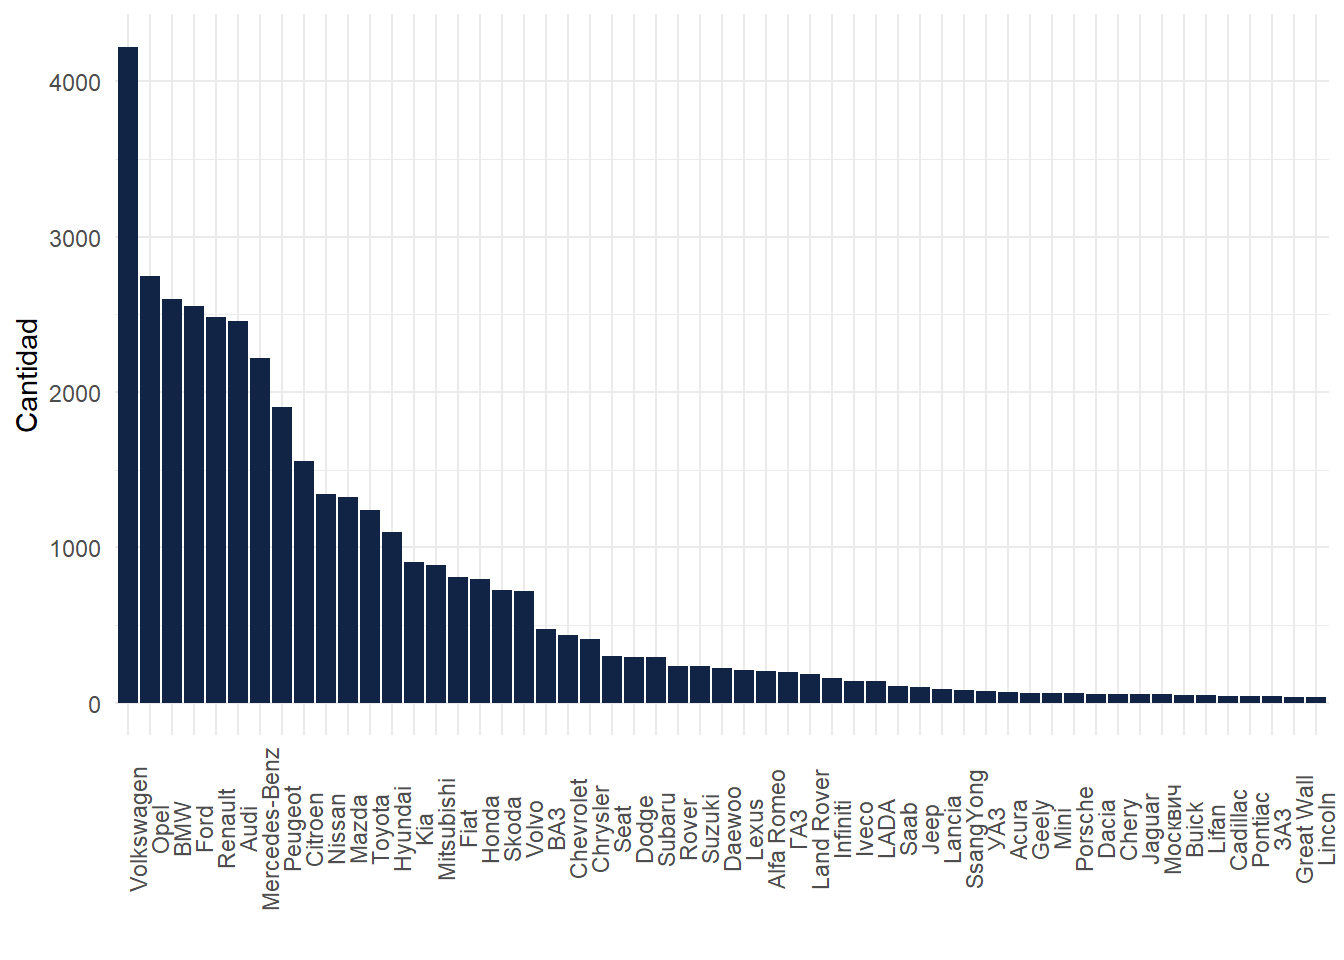 Cantidad
4000
3000
2000
1000
0
Volkswagen
Opel
BMW
Ford
Renault
Audi
Mercedes-Benz
Peugeot
Citroen
Nissan
Mazda
Toyota
Hyundai
Kia
Mitsubishi
Fiat
Honda
Skoda
Volvo
ВАЗ
Chevrolet
Chrysler
Seat
Dodge
Subaru
Rover
Suzuki
Daewoo
Lexus
Alfa Romeo
ГАЗ
Land Rover
Infiniti
Iveco
LADA
Saab
Jeep
Lancia
SsangYong
УАЗ
Acura
Geely
Mini
Porsche
Dacia
Chery
Jaguar
Москвич
Buick
Lifan
Cadillac
Pontiac
ЗАЗ
Great Wall
Lincoln